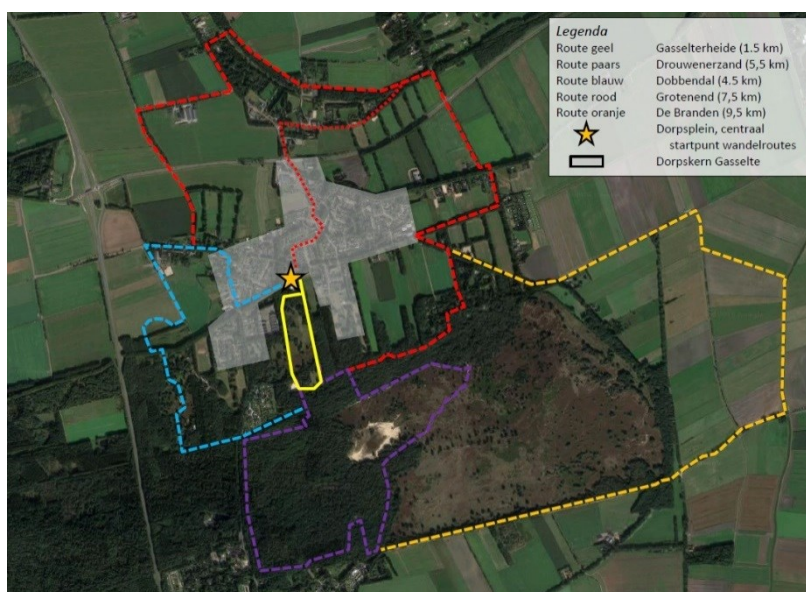 Legenda
Route geel Gasselterheide (1.5 km)
Route paars Drouwenerzand (5,5 km)
Route blauw Dobbendal (4.5 km)
Route rood Grotenend (7,5 km)
Route oranje De Branden (9,5 km)
Dorpsplein, centraal
startpunt wandelroutes
Dorpskern Gasselte